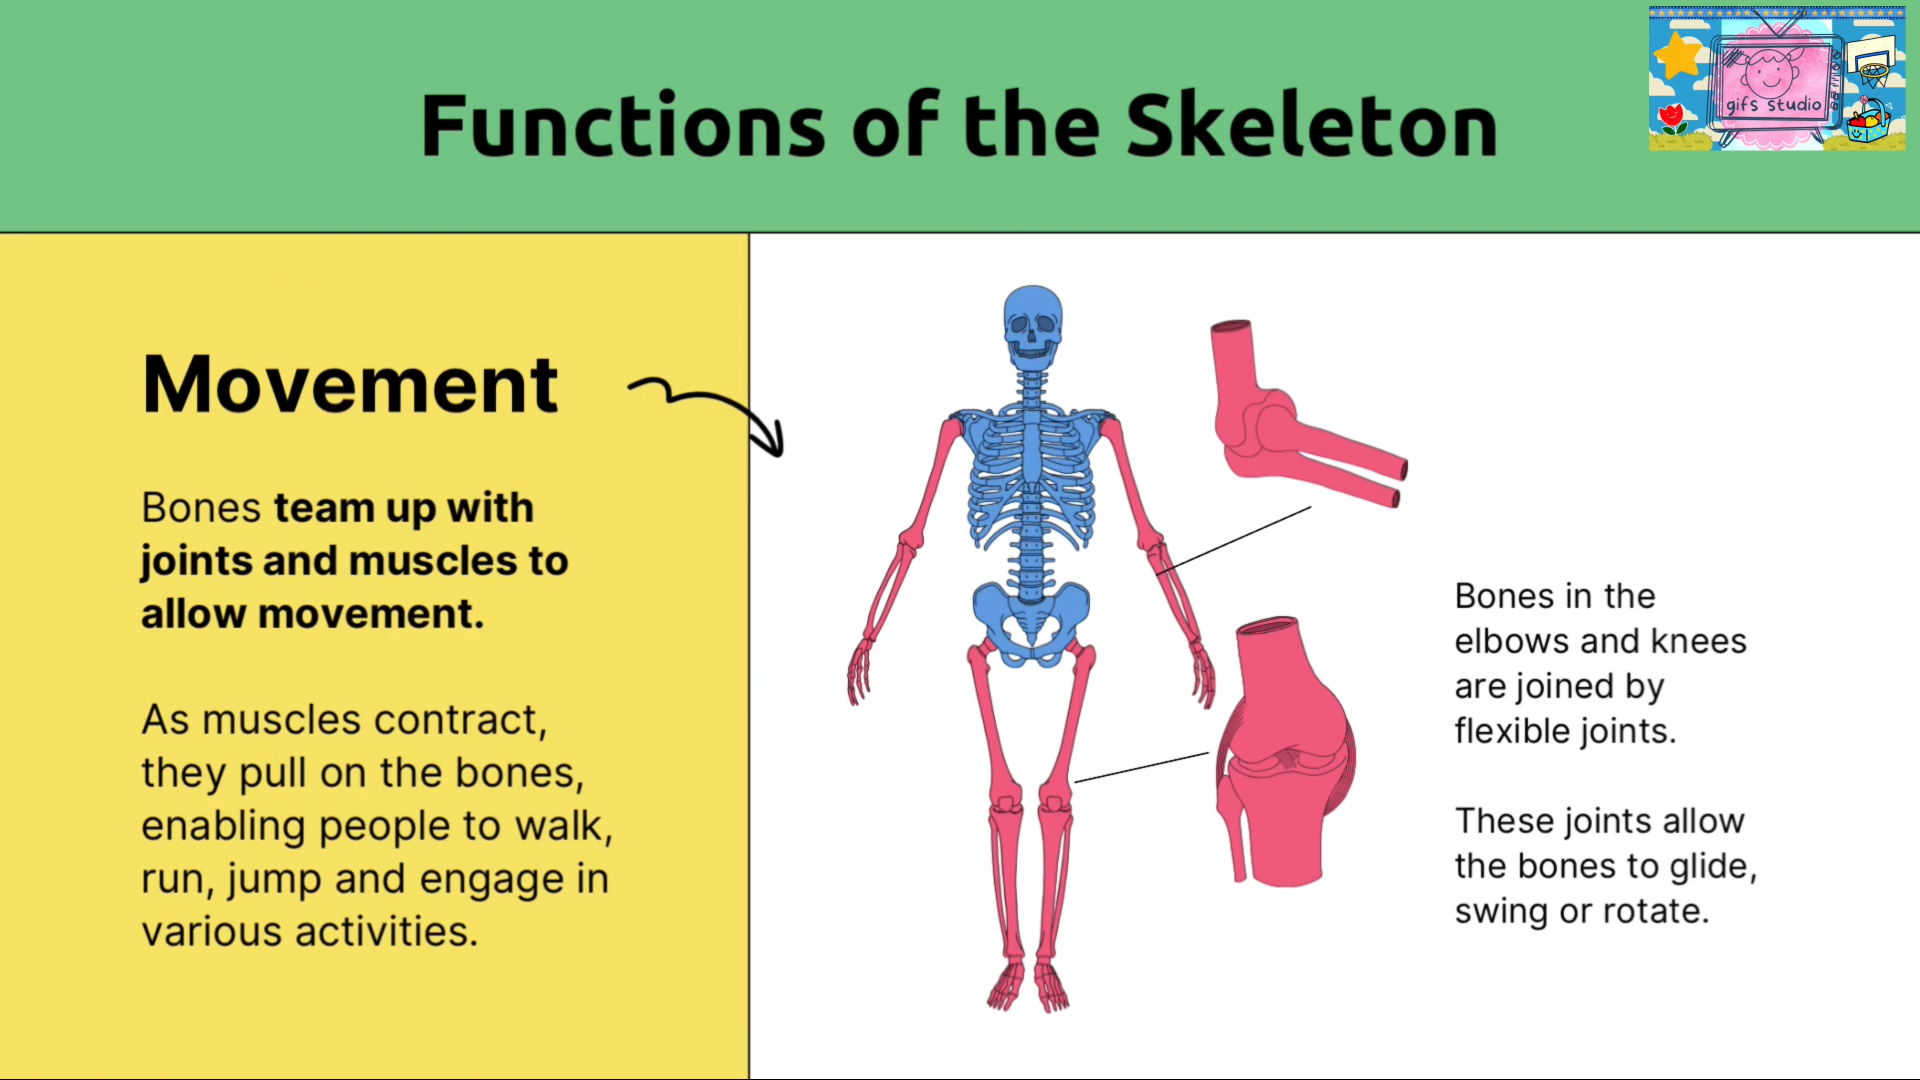 Functions of the Skeleton
gifs studio
Movement
Bones team up with
joints and muscles to
allow movement.
As muscles contract,
they pull on the bones,
enabling people to walk,
run, jump and engage in
various activities.
Bones in the
elbows and knees
are joined by
flexible joints.
These joints allow
the bones to glide,
swing or rotate.